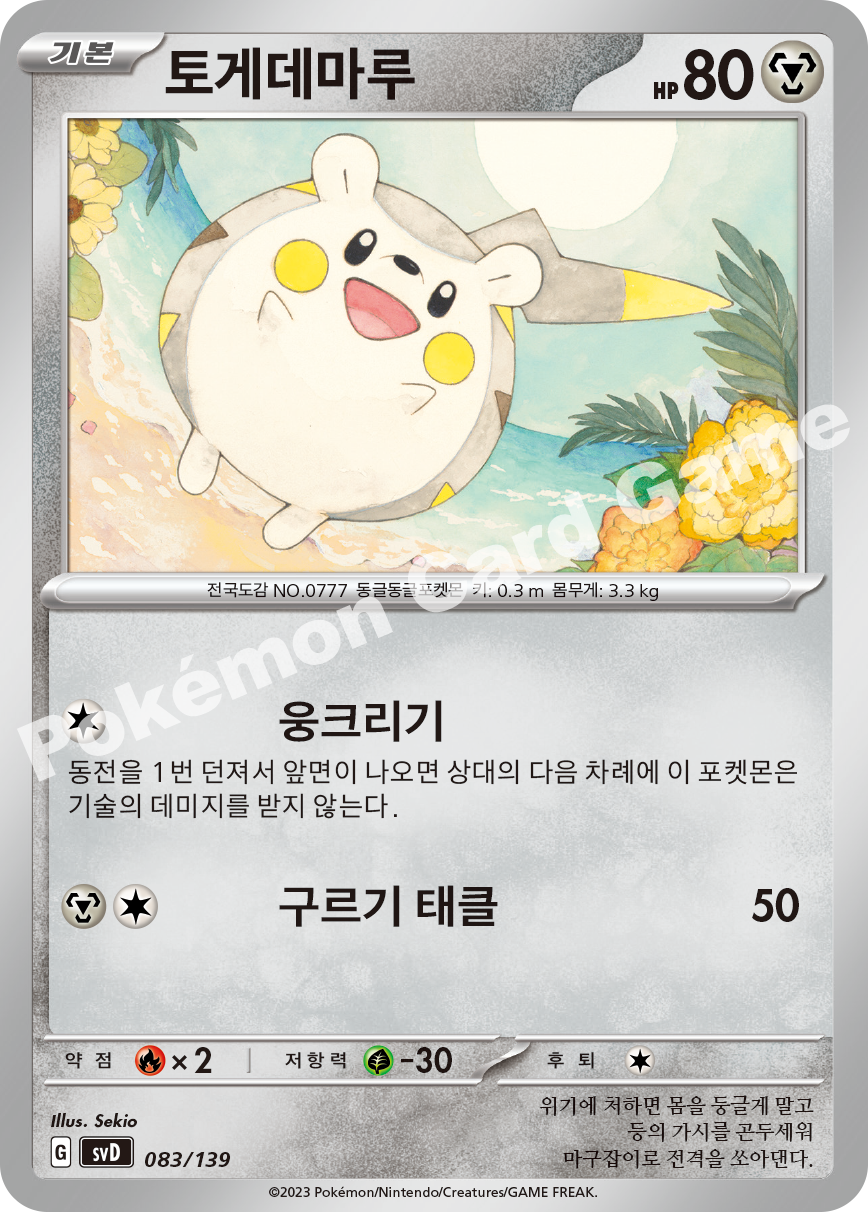 기본
토게데마루
HP 80
전국도감 NO.0777 동글동글포켓몬 키: 0.3 m 몸무게: 3.3 kg
Pokémon Card Game
웅크리기
동전을 1번 던져서 앞면이 나오면 상대의 다음 차례에 이 포켓몬은
기술의 데미지를 받지 않는다.
구르기 태클 50
약점 ×2 저항력 -30 후퇴
위기에 처하면 몸을 둥글게 말고
등의 가시를 곤두세워
마구잡이로 전격을 쏘아댄다.
Illus. Sekio
G svD 083/139
©2023 Pokémon/Nintendo/Creatures/GAME FREAK.